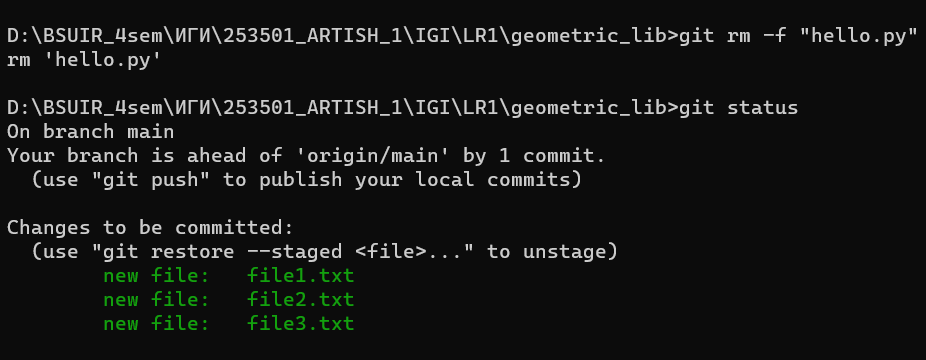 D:\BSUIR_4sem\ИГИ\253501_ARTISH_1\IGI\LR1\geometric_lib>git rm -f "hello.py"
rm 'hello.py'

D:\BSUIR_4sem\ИГИ\253501_ARTISH_1\IGI\LR1\geometric_lib>git status
On branch main
Your branch is ahead of 'origin/main' by 1 commit.
  (use "git push" to publish your local commits)

Changes to be committed:
  (use "git restore --staged <file>..." to unstage)
        new file:   file1.txt
        new file:   file2.txt
        new file:   file3.txt